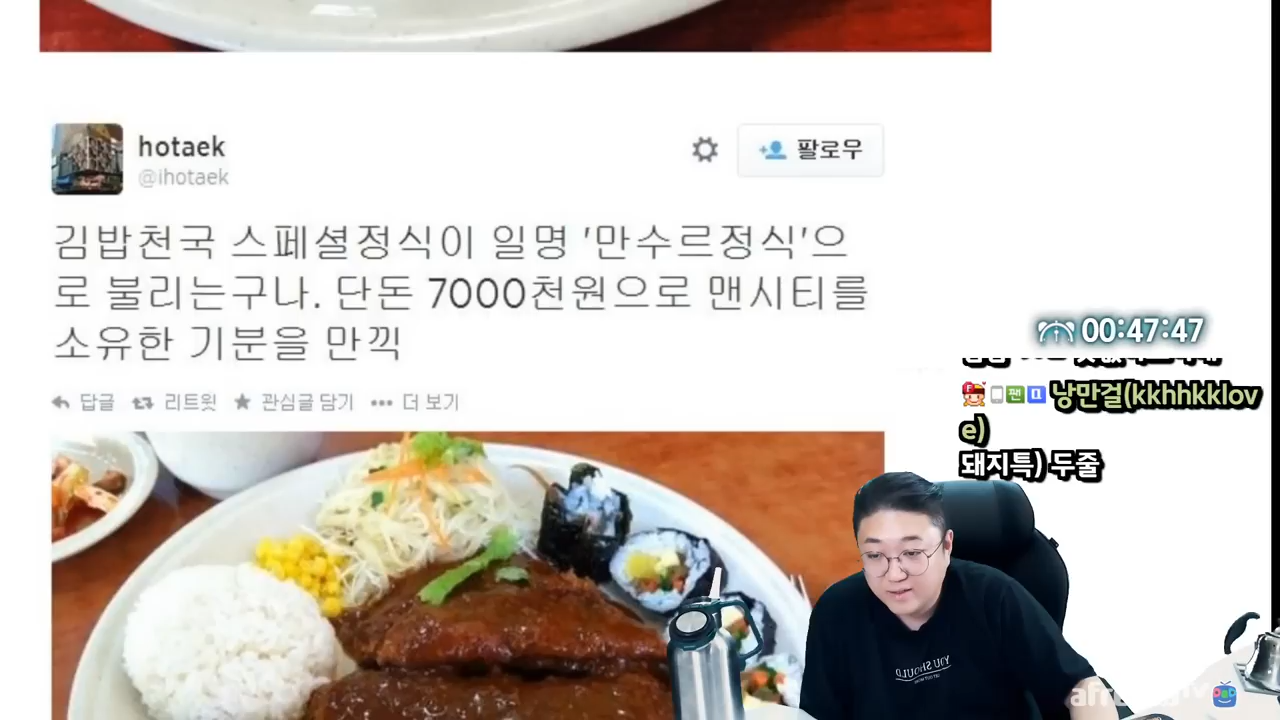 hotaek
@ihotaek
팔로우
김밥천국 스페셜정식이 일명 '만수르정식'으
로 불리는구나. 단돈 7000천원으로 맨시티를
소유한 기분을 만끽
답글 리트윗 관심글 담기 더 보기
00:47:47
팬 낭만걸(kkhhkklov
e)
돼지특) 두줄
YOU SHOULD